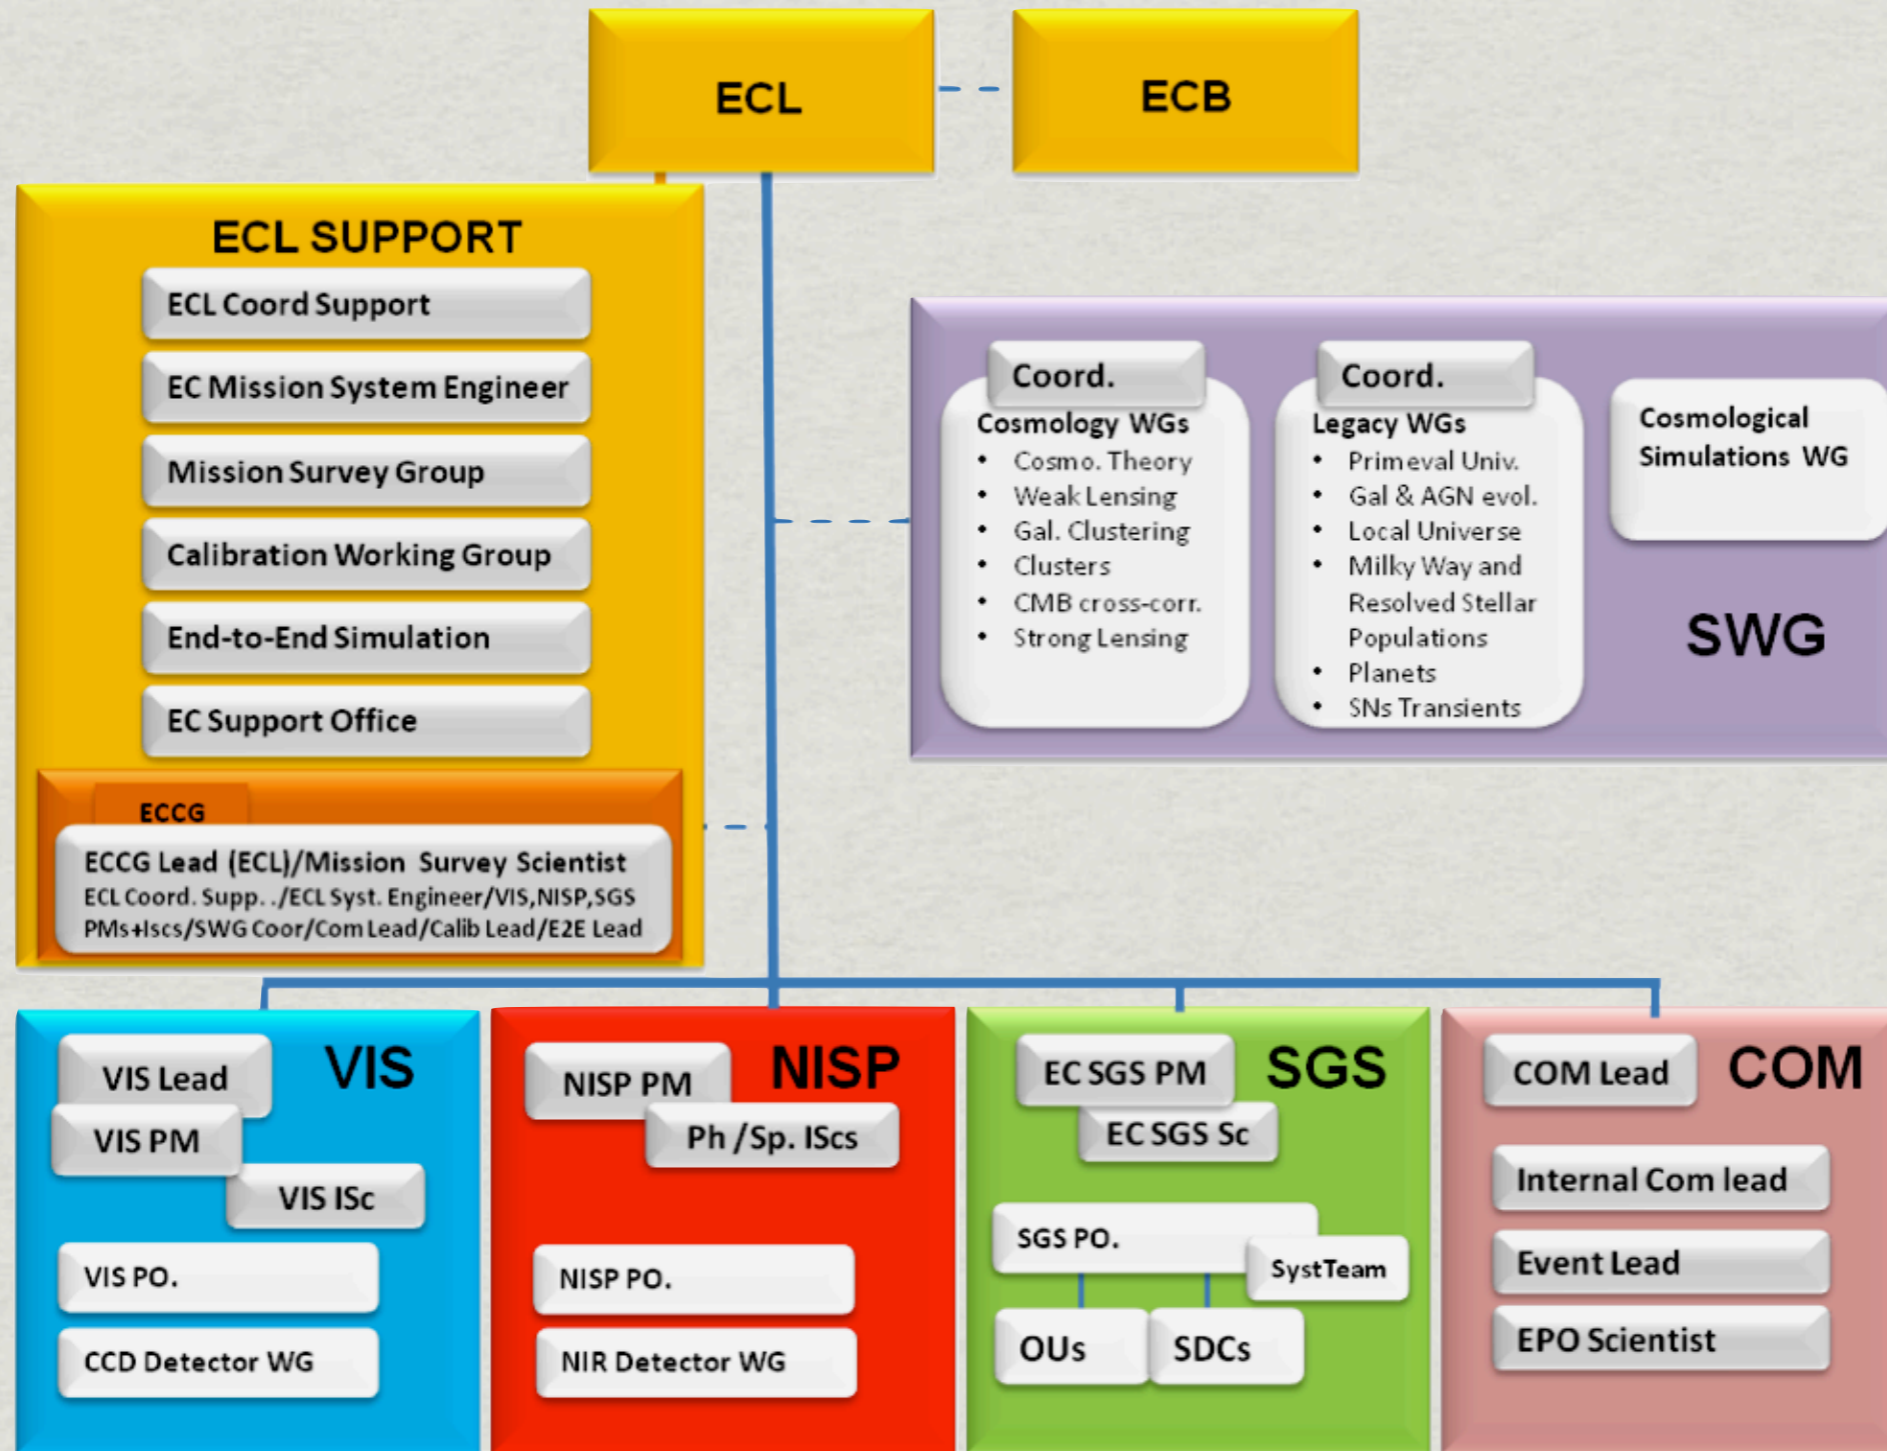 ECL
ECB
ECL SUPPORT
ECL Coord Support
EC Mission System Engineer
Mission Survey Group
Calibration Working Group
End-to-End Simulation
EC Support Office
ECCG
ECCG Lead (ECL)/Mission Survey Scientist
ECL Coord. Supp. ./ECL Syst. Engineer/VIS,NISP,SGS
PMs+Iscs/SWG Coor/Com Lead/Calib Lead/E2E Lead
Coord.
Cosmology WGs
• Cosmo. Theory
• Weak Lensing
• Gal. Clustering
• Clusters
• CMB cross-corr.
• Strong Lensing
Coord.
Legacy WGs
• Primeval Univ.
• Gal & AGN evol.
• Local Universe
• Milky Way and
Resolved Stellar
Populations
• Planets
• SNs Transients
Cosmological
Simulations WG
SWG
VIS
VIS Lead
VIS PM
VIS ISc
VIS PO.
CCD Detector WG
NISP
NISP PM
Ph /Sp. IScs
NISP PO.
NIR Detector WG
SGS
EC SGS PM
EC SGS Sc
SGS PO.
SystTeam
OUs
SDCs
COM
COM Lead
Internal Com lead
Event Lead
EPO Scientist